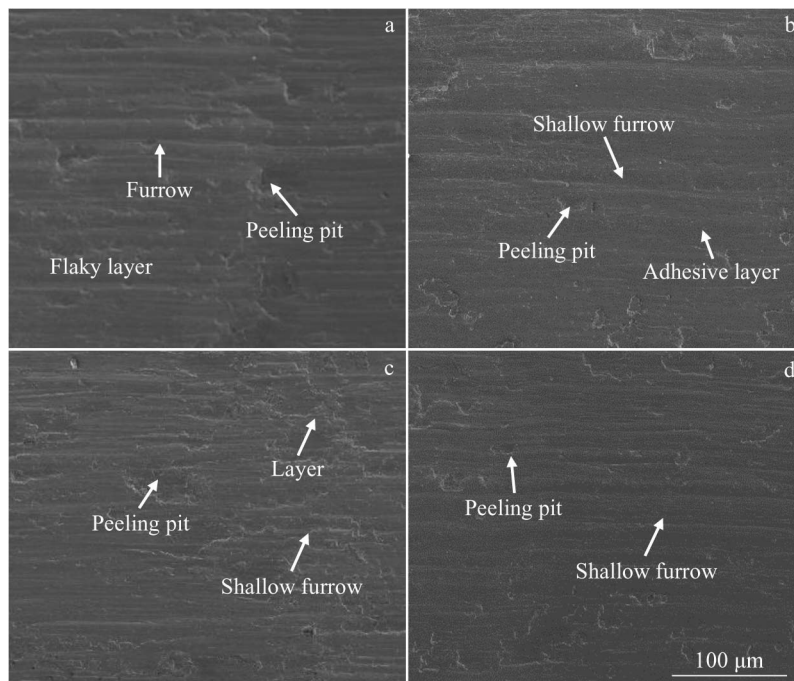 a
Furrow
Peeling pit
Flaky layer
b
Shallow furrow
Peeling pit
Adhesive layer
c
Layer
Peeling pit
Shallow furrow
d
Peeling pit
Shallow furrow
100 μm